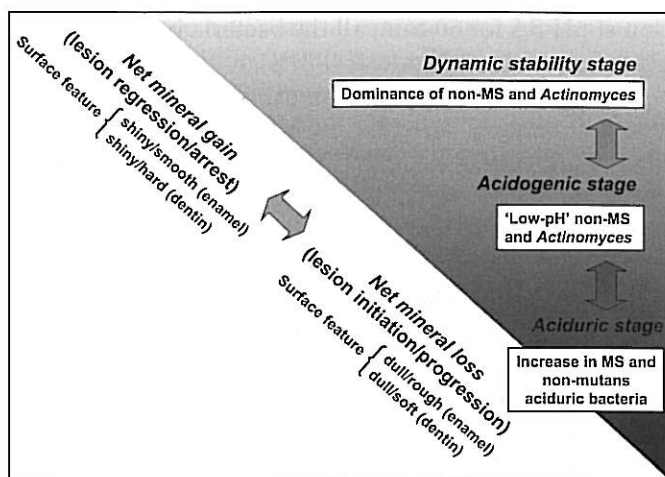 Net mineral gain
(lesion regression/arrest)
Surface feature { shiny/smooth (enamel)
shiny/hard (dentin)
Net mineral loss
(lesion initiation/progression)
Surface feature { dull/rough (enamel)
dull/soft (dentin)
Dynamic stability stage
Dominance of non-MS and Actinomyces
Acidogenic stage
'Low-pH' non-MS
and Actinomyces
Aciduric stage
Increase in MS and
non-mutans
aciduric bacteria